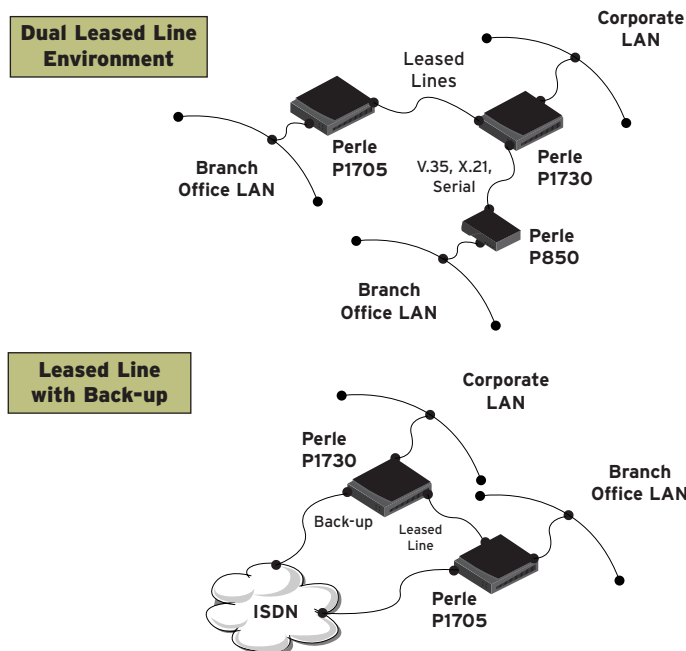 Dual Leased Line
Environment
Corporate
LAN
Leased
Lines
Perle
P1705
Perle
P1730
Branch
Office LAN
V.35, X.21,
Serial
Perle
P850
Branch
Office LAN
Leased Line
with Back-up
Corporate
LAN
Perle
P1730
Branch
Office LAN
Back-up
Leased
Line
ISDN
Perle
P1705